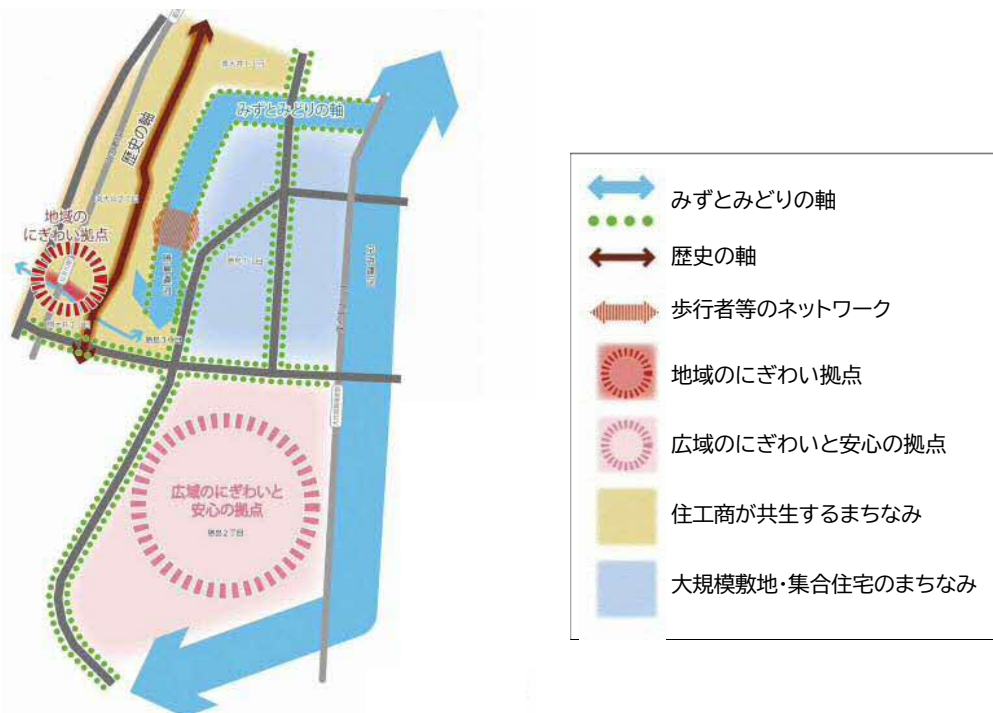 みずとみどりの軸
歴史の軸
地域の
にぎわい拠点
広域のにぎわいと
安心の拠点
勝島2丁目
みずとみどりの軸
歴史の軸
歩行者等のネットワーク
地域のにぎわい拠点
広域のにぎわいと安心の拠点
住工商が共生するまちなみ
大規模敷地・集合住宅のまちなみ